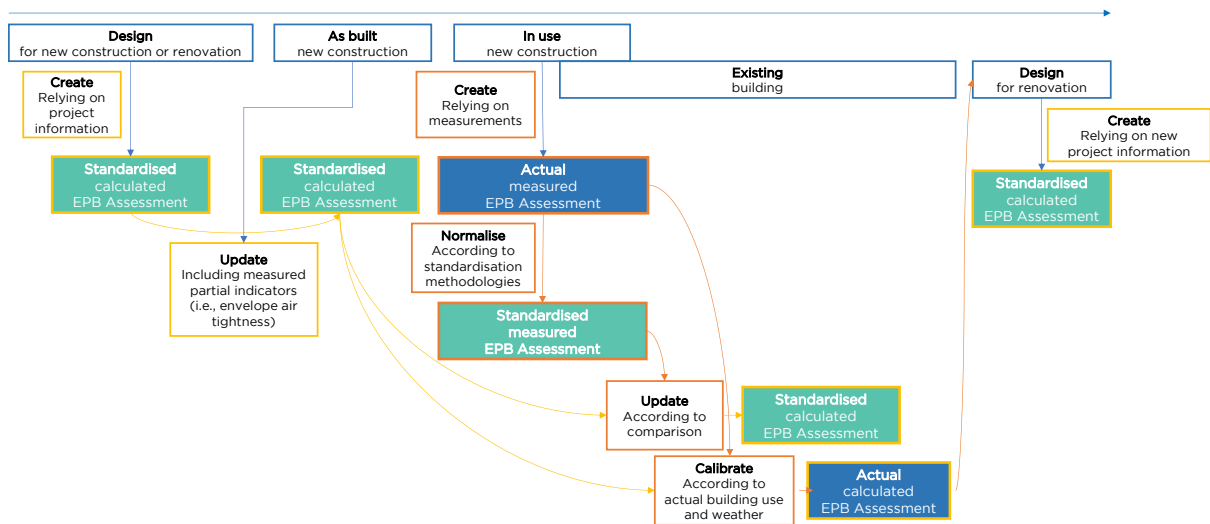 Design
for new construction or renovation
As built
new construction
In use
new construction
Existing
building
Design
for renovation
Create
Relying on
project
information
Create
Relying on
measurements
Create
Relying on new
project information
Standardised
calculated
EPB Assessment
Standardised
calculated
EPB Assessment
Actual
measured
EPB Assessment
Standardised
calculated
EPB Assessment
Update
Including measured
partial indicators
(i.e., envelope air
tightness)
Normalise
According to
standardisation
methodologies
Standardised
measured
EPB Assessment
Update
According to
comparison
Standardised
calculated
EPB Assessment
Calibrate
According to
actual building use
and weather
Actual
calculated
EPB Assessment